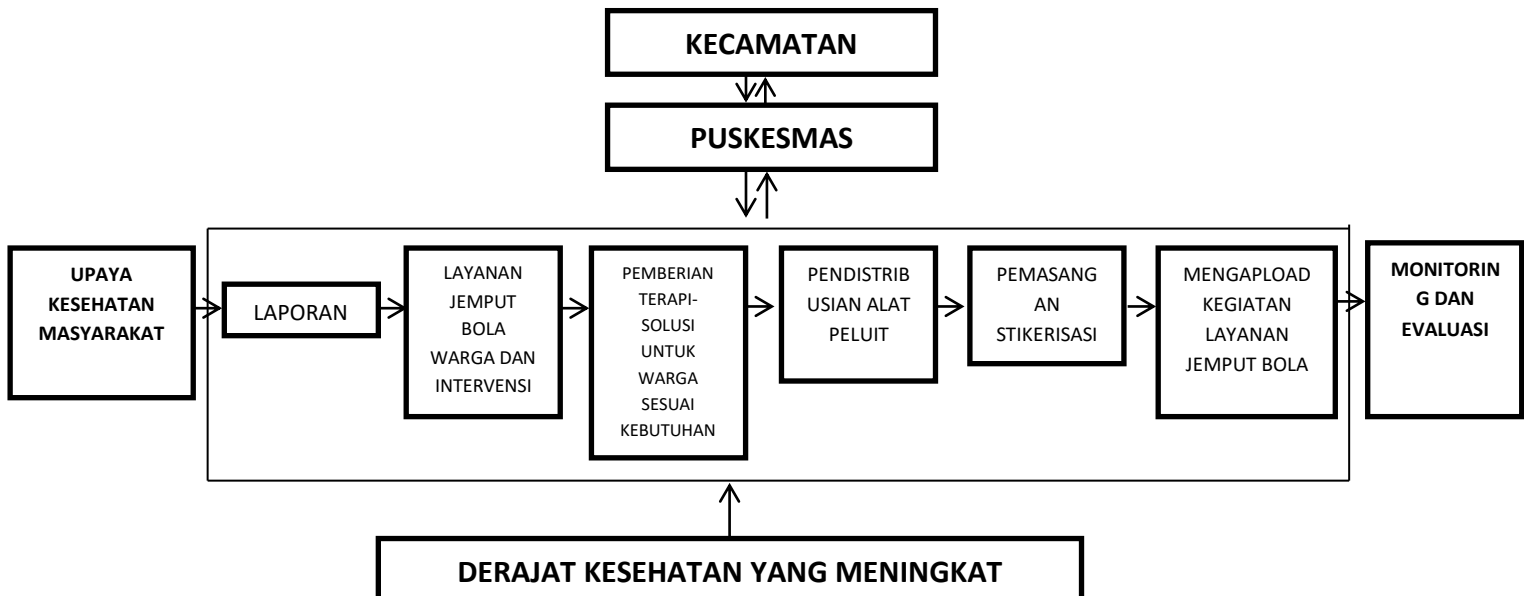 KECAMATAN
PUSKESMAS
UPAYA
KESEHATAN
MASYARAKAT
LAPORAN
LAYANAN
JEMPUT
BOLA
WARGA DAN
INTERVENSI
PEMBERIAN
TERAPI-
SOLUSI
UNTUK
WARGA
SESUAI
KEBUTUHAN
PENDISTRIB
USIAN ALAT
PELUIT
PEMASANG
AN
STIKERISASI
MENGAPLOAD
KEGIATAN
LAYANAN
JEMPUT BOLA
MONITORIN
G DAN
EVALUASI
DERAJAT KESEHATAN YANG MENINGKAT